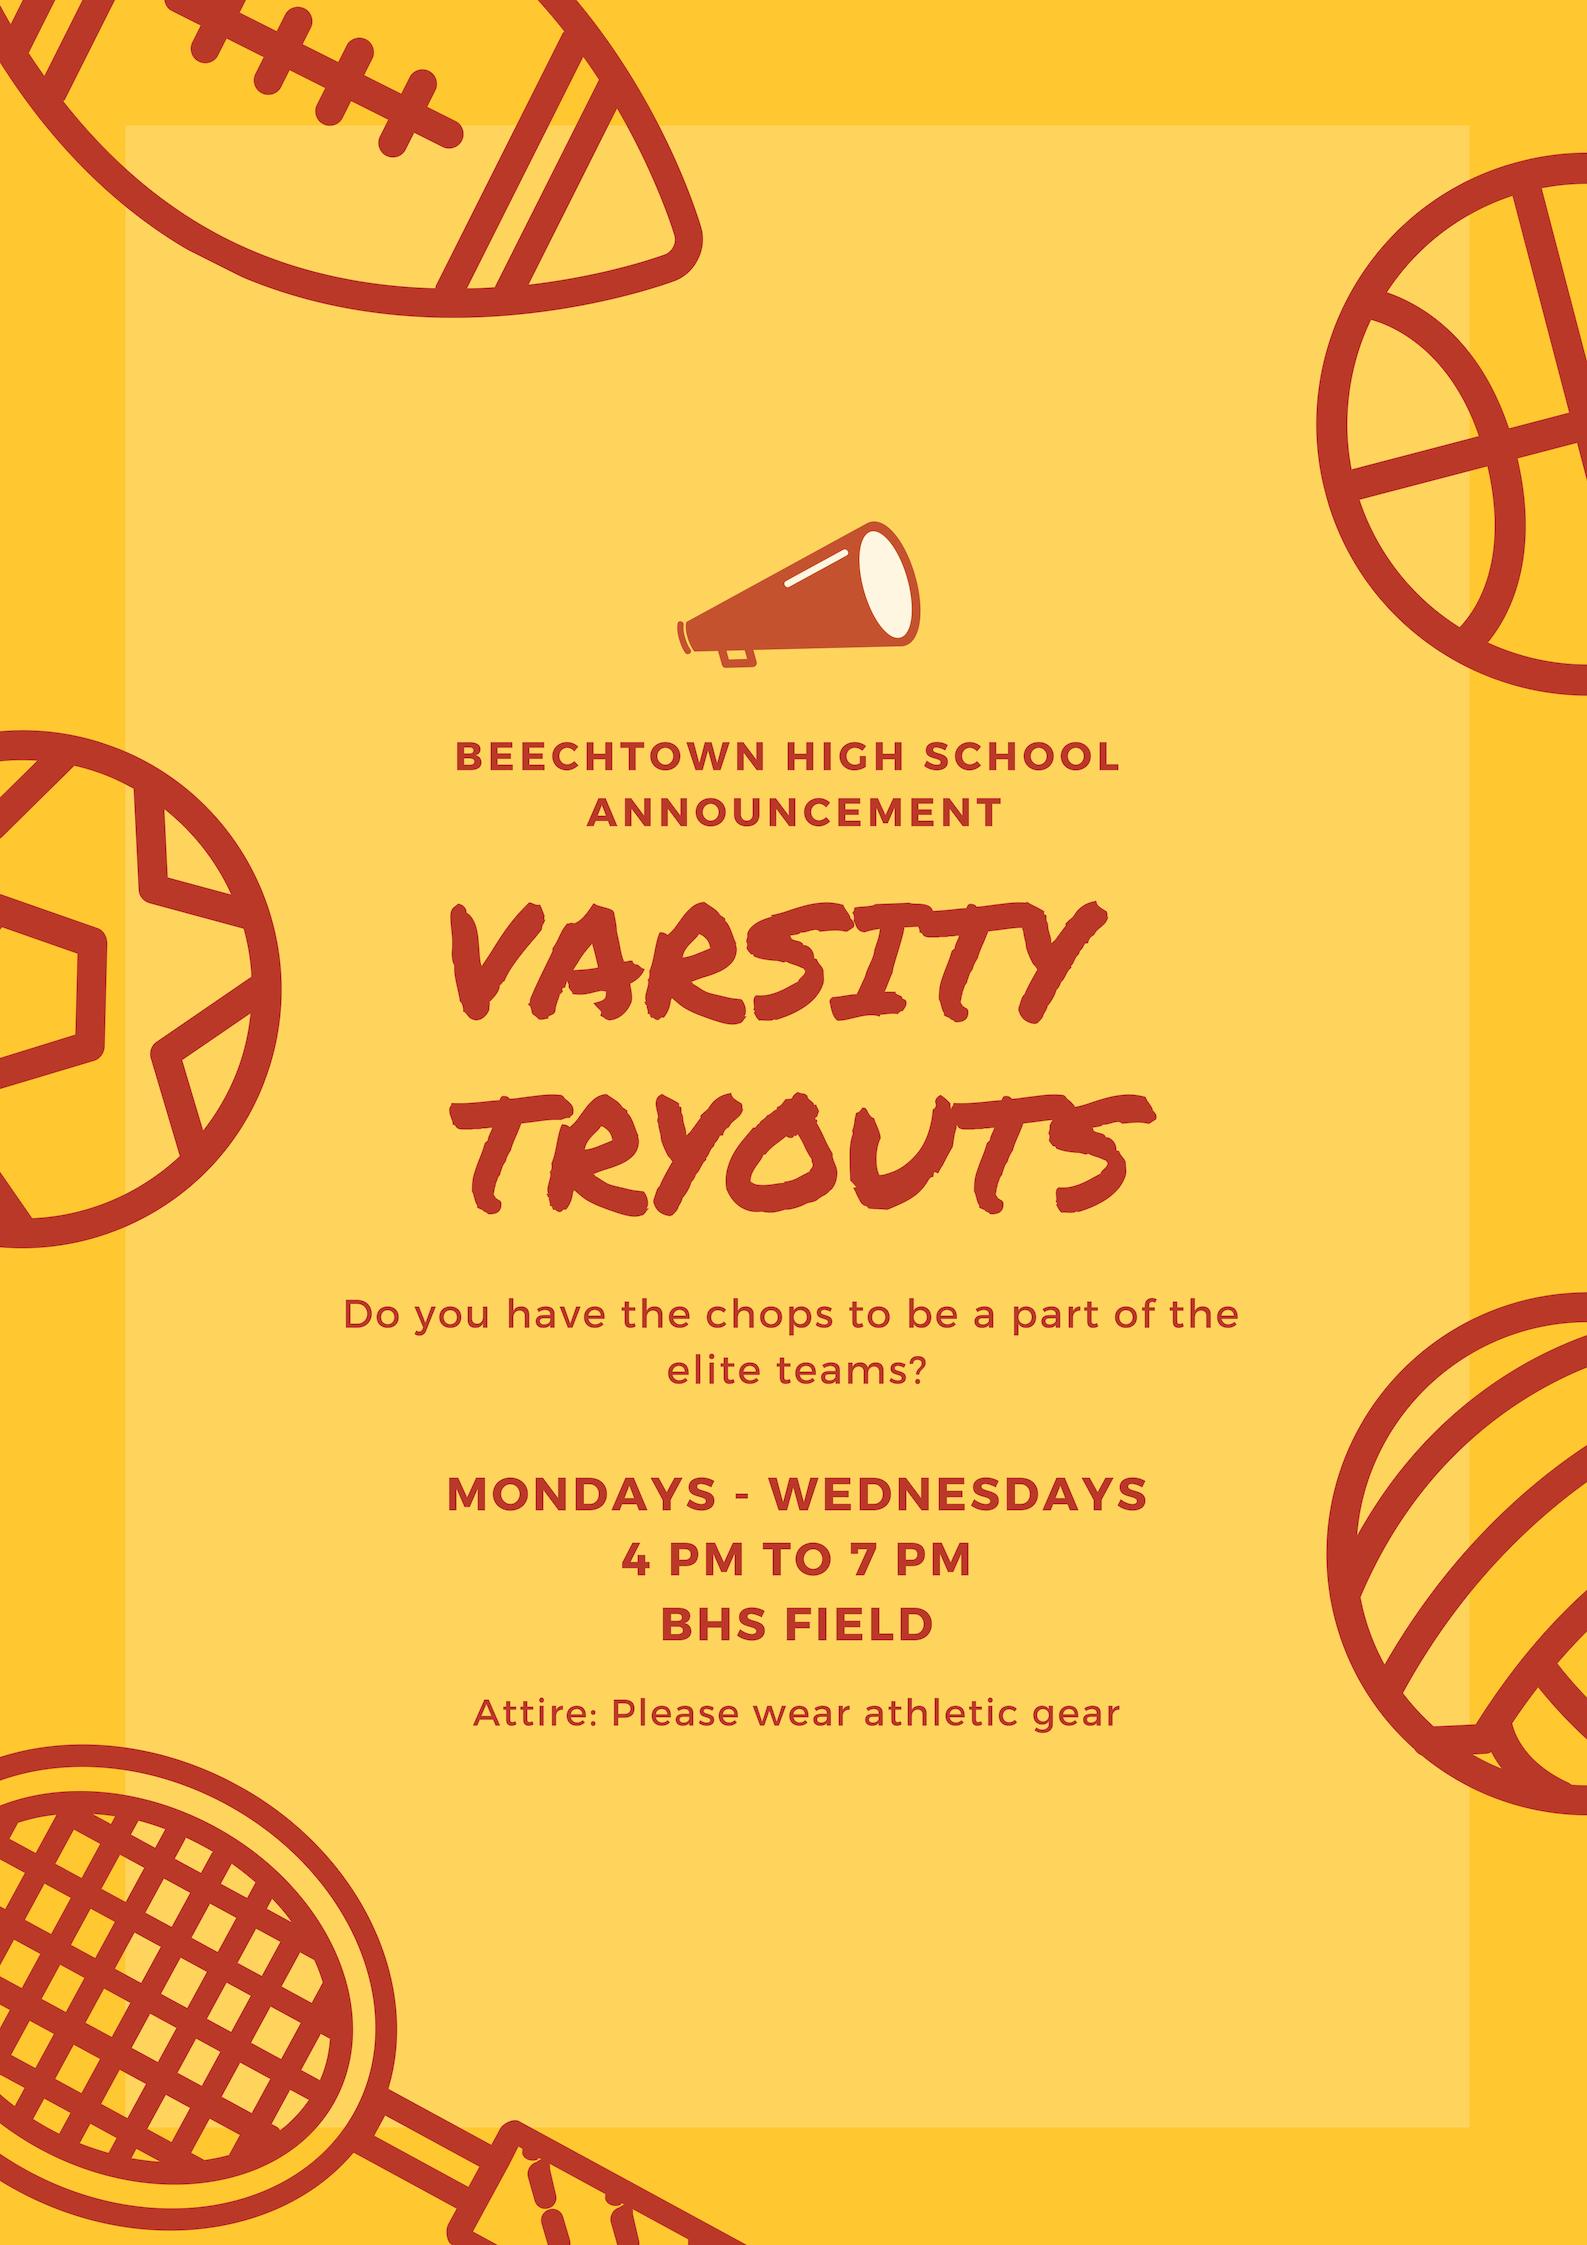 BEECHTOWN HIGH SCHOOL
ANNOUNCEMENT
VARSITY
TRYOUTS
Do you have the chops to be a part of the
elite teams?
MONDAYS - WEDNESDAYS
4 PM TO 7 PM
BHS FIELD
Attire: Please wear athletic gear